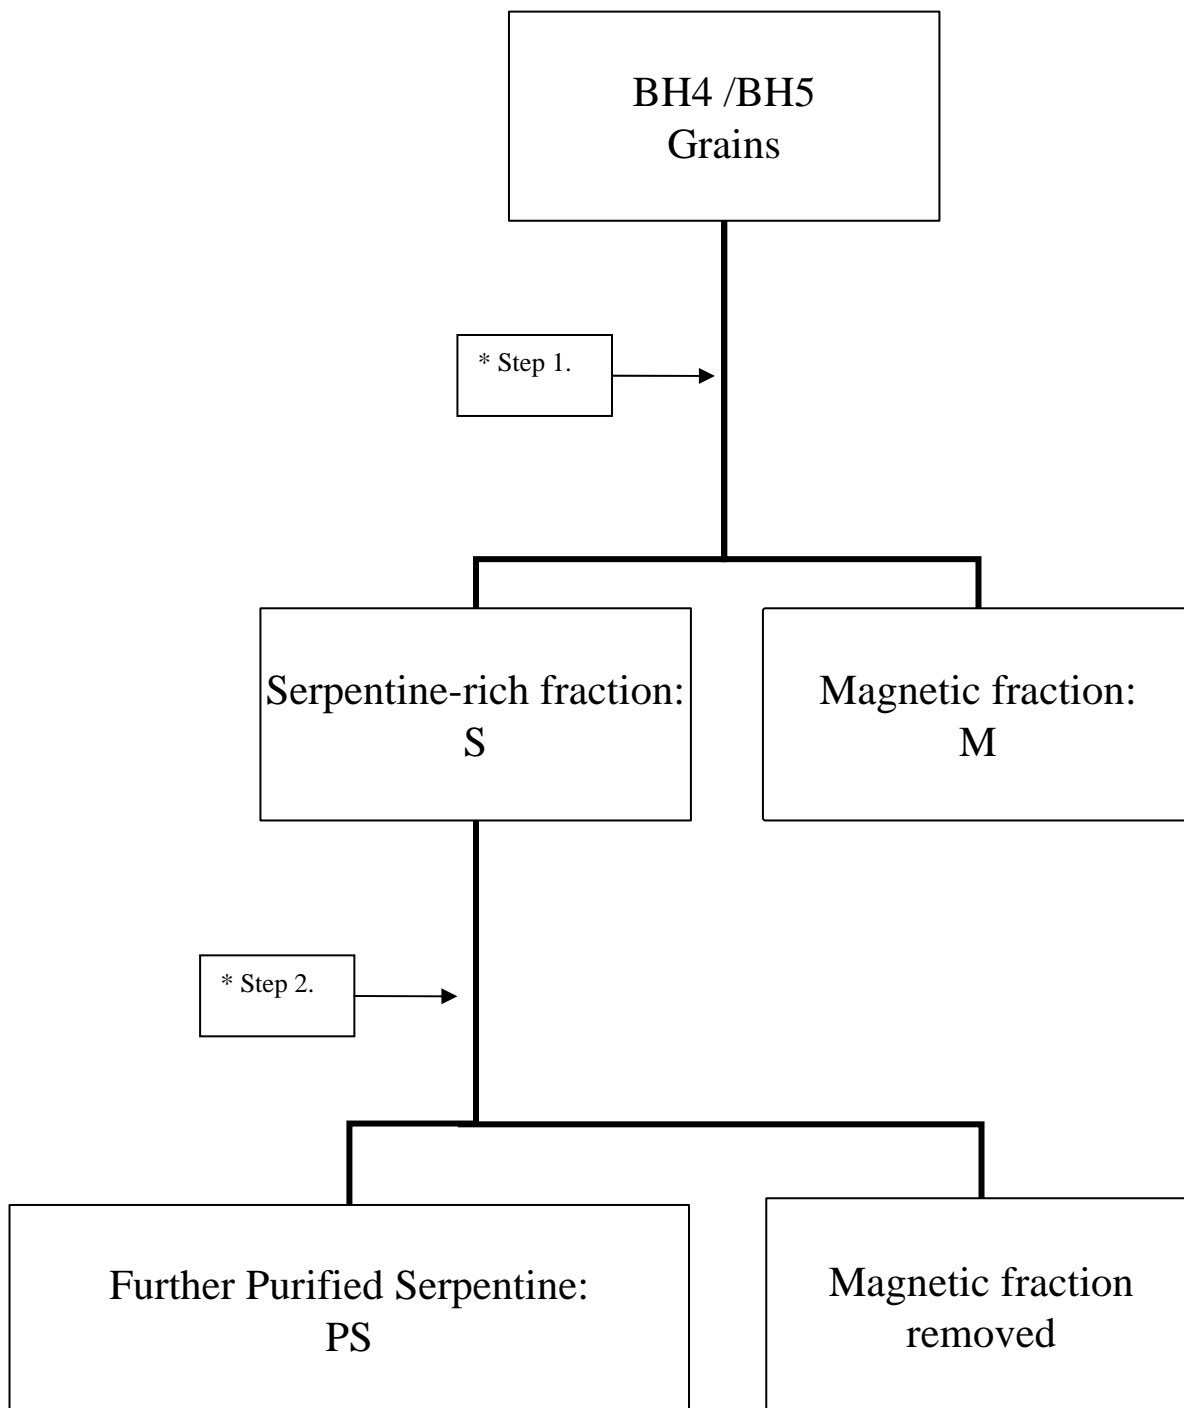 BH4 /BH5
Grains
* Step 1.
Serpentine-rich fraction:
S
Magnetic fraction:
M
* Step 2.
Further Purified Serpentine:
PS
Magnetic fraction
removed